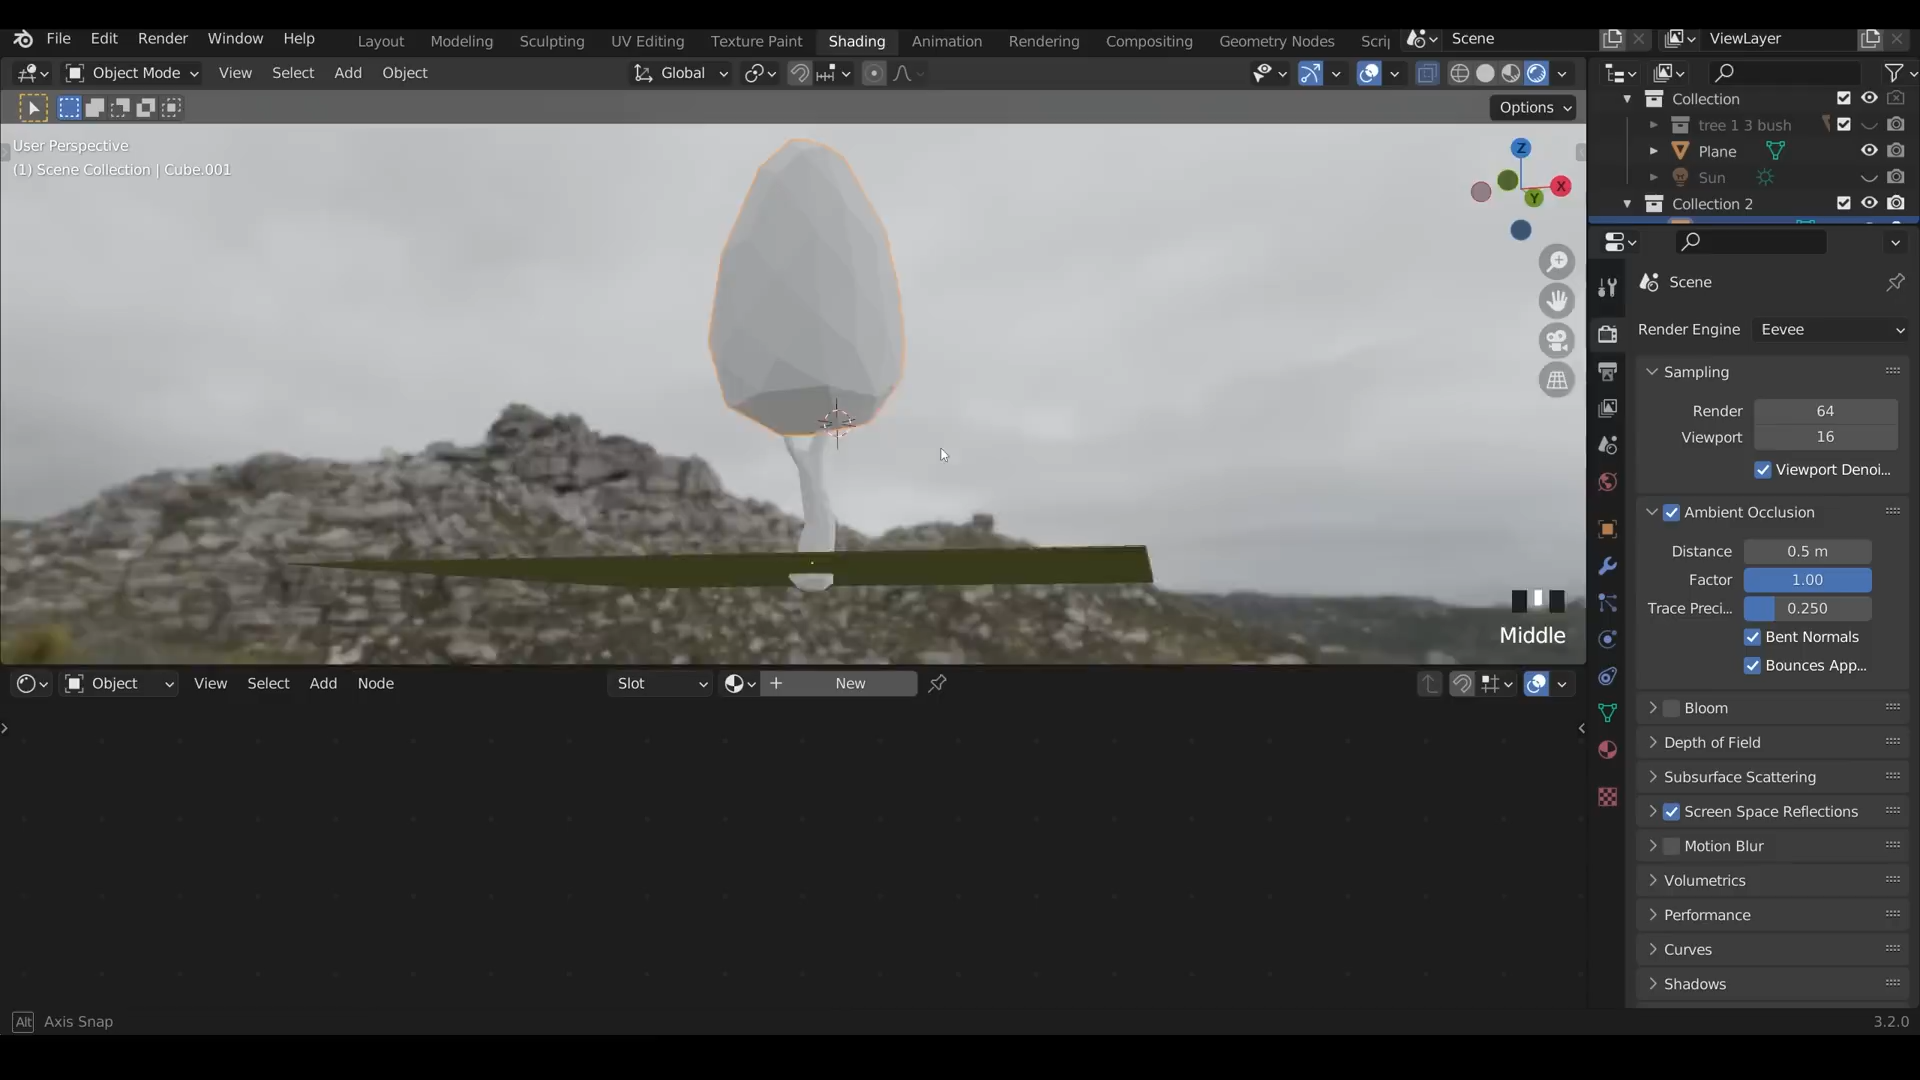 File Edit Render Window Help Layout Modeling Sculpting UV Editing Texture Paint Shading Animation Rendering Compositing Geometry Nodes Scrip Scene ViewLayer
Object Mode View Select Add Object Global
Options
User Perspective
(1) Scene Collection | Cube.001
Z
X
Y
Middle
Collection
tree 1 3 bush
Plane
Sun
Collection 2
Scene
Render Engine Eevee
Sampling
Render 64
Viewport 16
Viewport Denoi...
Ambient Occlusion
Distance 0.5 m
Factor 1.00
Trace Preci... 0.250
Bent Normals
Bounces App...
Bloom
Depth of Field
Subsurface Scattering
Screen Space Reflections
Motion Blur
Volumetrics
Performance
Curves
Shadows
Object View Select Add Node Slot New
Alt Axis Snap
3.2.0